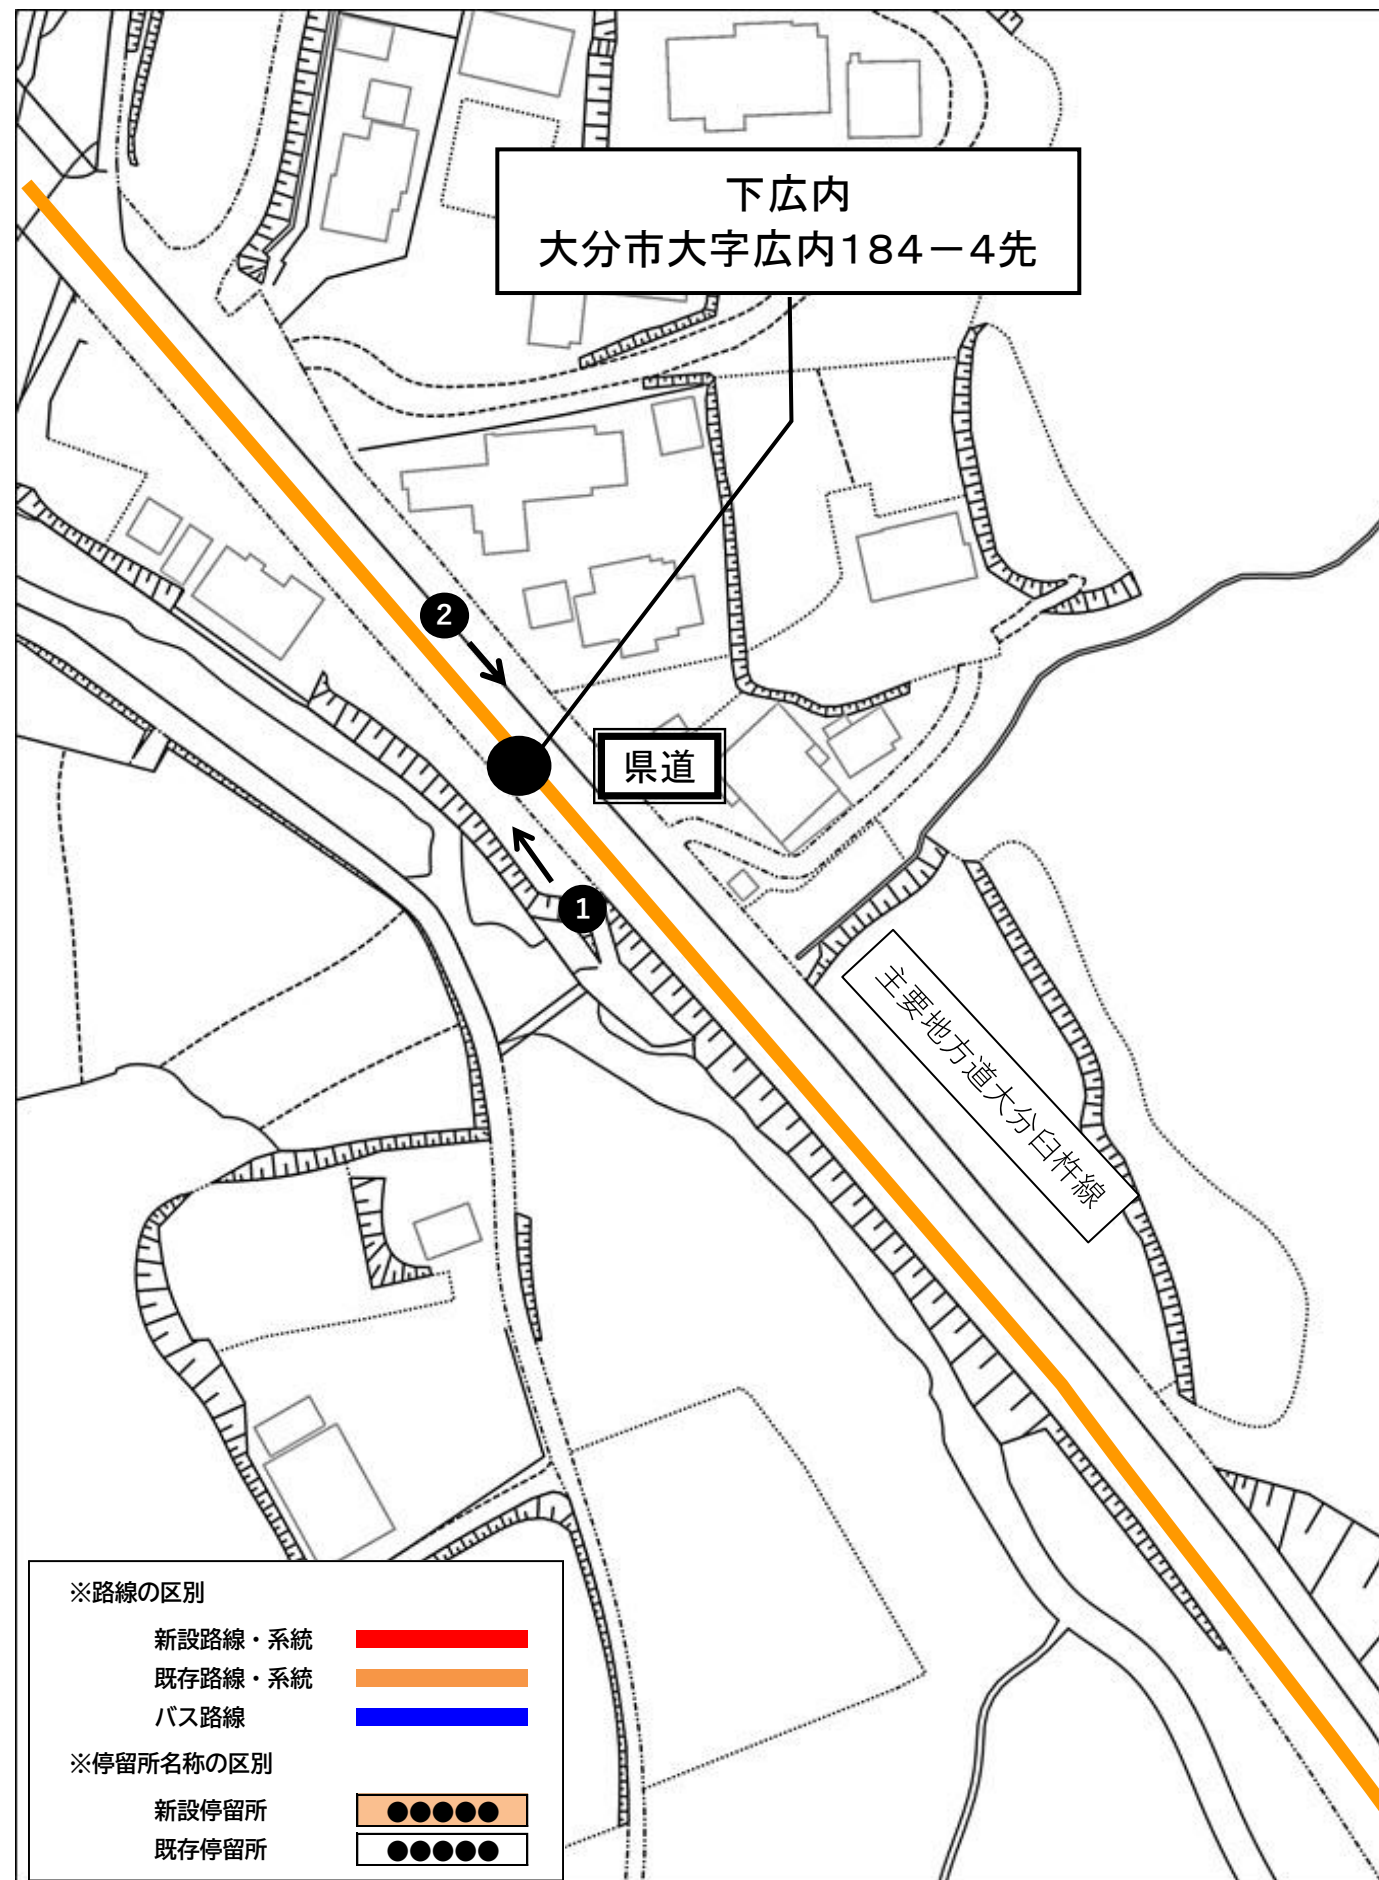 下広内
大分市大字広内184－4先
2
県道
1
主要地方道大分臼杵線
※路線の区別
新設路線・系統
既存路線・系統
バス路線
※停留所名称の区別
新設停留所 ●●●●●
既存停留所 ●●●●●